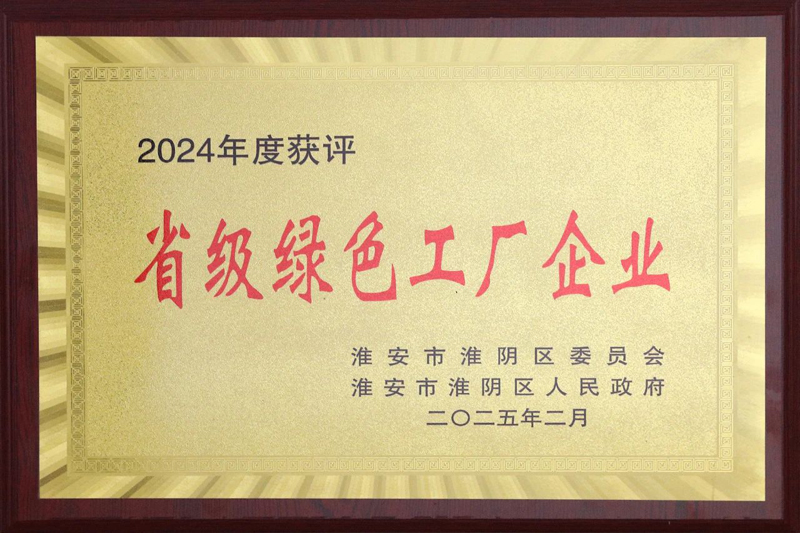 2024年度获评
省级绿色工厂企业
淮安市淮阴区委员会
淮安市淮阴区人民政府
二〇二五年二月